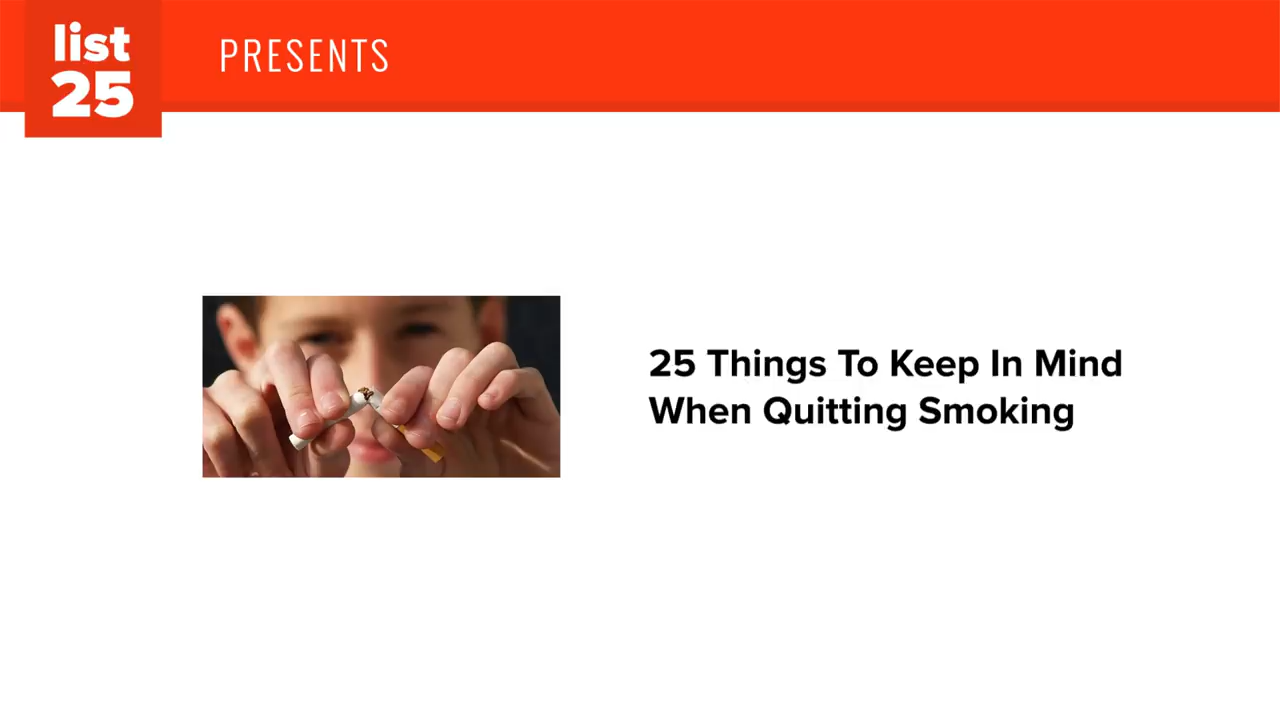 list
25
PRESENTS
25 Things To Keep In Mind
When Quitting Smoking